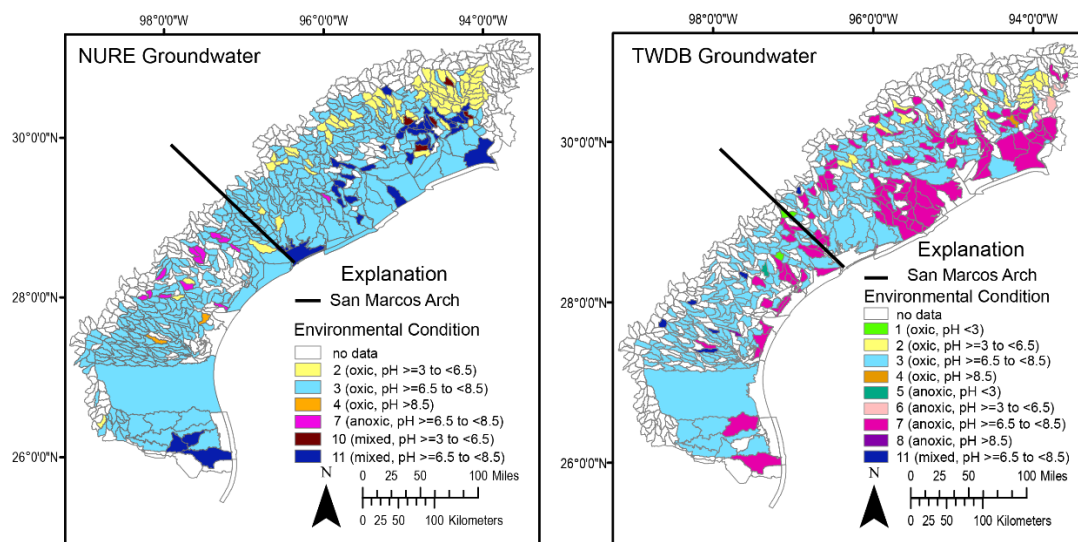 98°0'0"W 96°0'0"W 94°0'0"W
NURE Groundwater
30°0'0"N
28°0'0"N
26°0'0"N
Explanation
San Marcos Arch
Environmental Condition
no data
2 (oxic, pH >=3 to <6.5)
3 (oxic, pH >=6.5 to <8.5)
4 (oxic, pH >8.5)
7 (anoxic, pH >=6.5 to <8.5)
10 (mixed, pH >=3 to <6.5)
11 (mixed, pH >=6.5 to <8.5)
N
25 50 100 Miles
0 25 50 100 Kilometers
98°0'0"W 96°0'0"W 94°0'0"W
TWDB Groundwater
30°0'0"N
28°0'0"N
26°0'0"N
Explanation
San Marcos Arch
Environmental Condition
no data
1 (oxic, pH <3)
2 (oxic, pH >=3 to <6.5)
3 (oxic, pH >=6.5 to <8.5)
4 (oxic, pH >8.5)
5 (anoxic, pH <3)
6 (anoxic, pH >=3 to <6.5)
7 (anoxic, pH >=6.5 to <8.5)
8 (anoxic, pH >8.5)
11 (mixed, pH >=6.5 to <8.5)
N
25 50 100 Miles
0 25 50 100 Kilometers